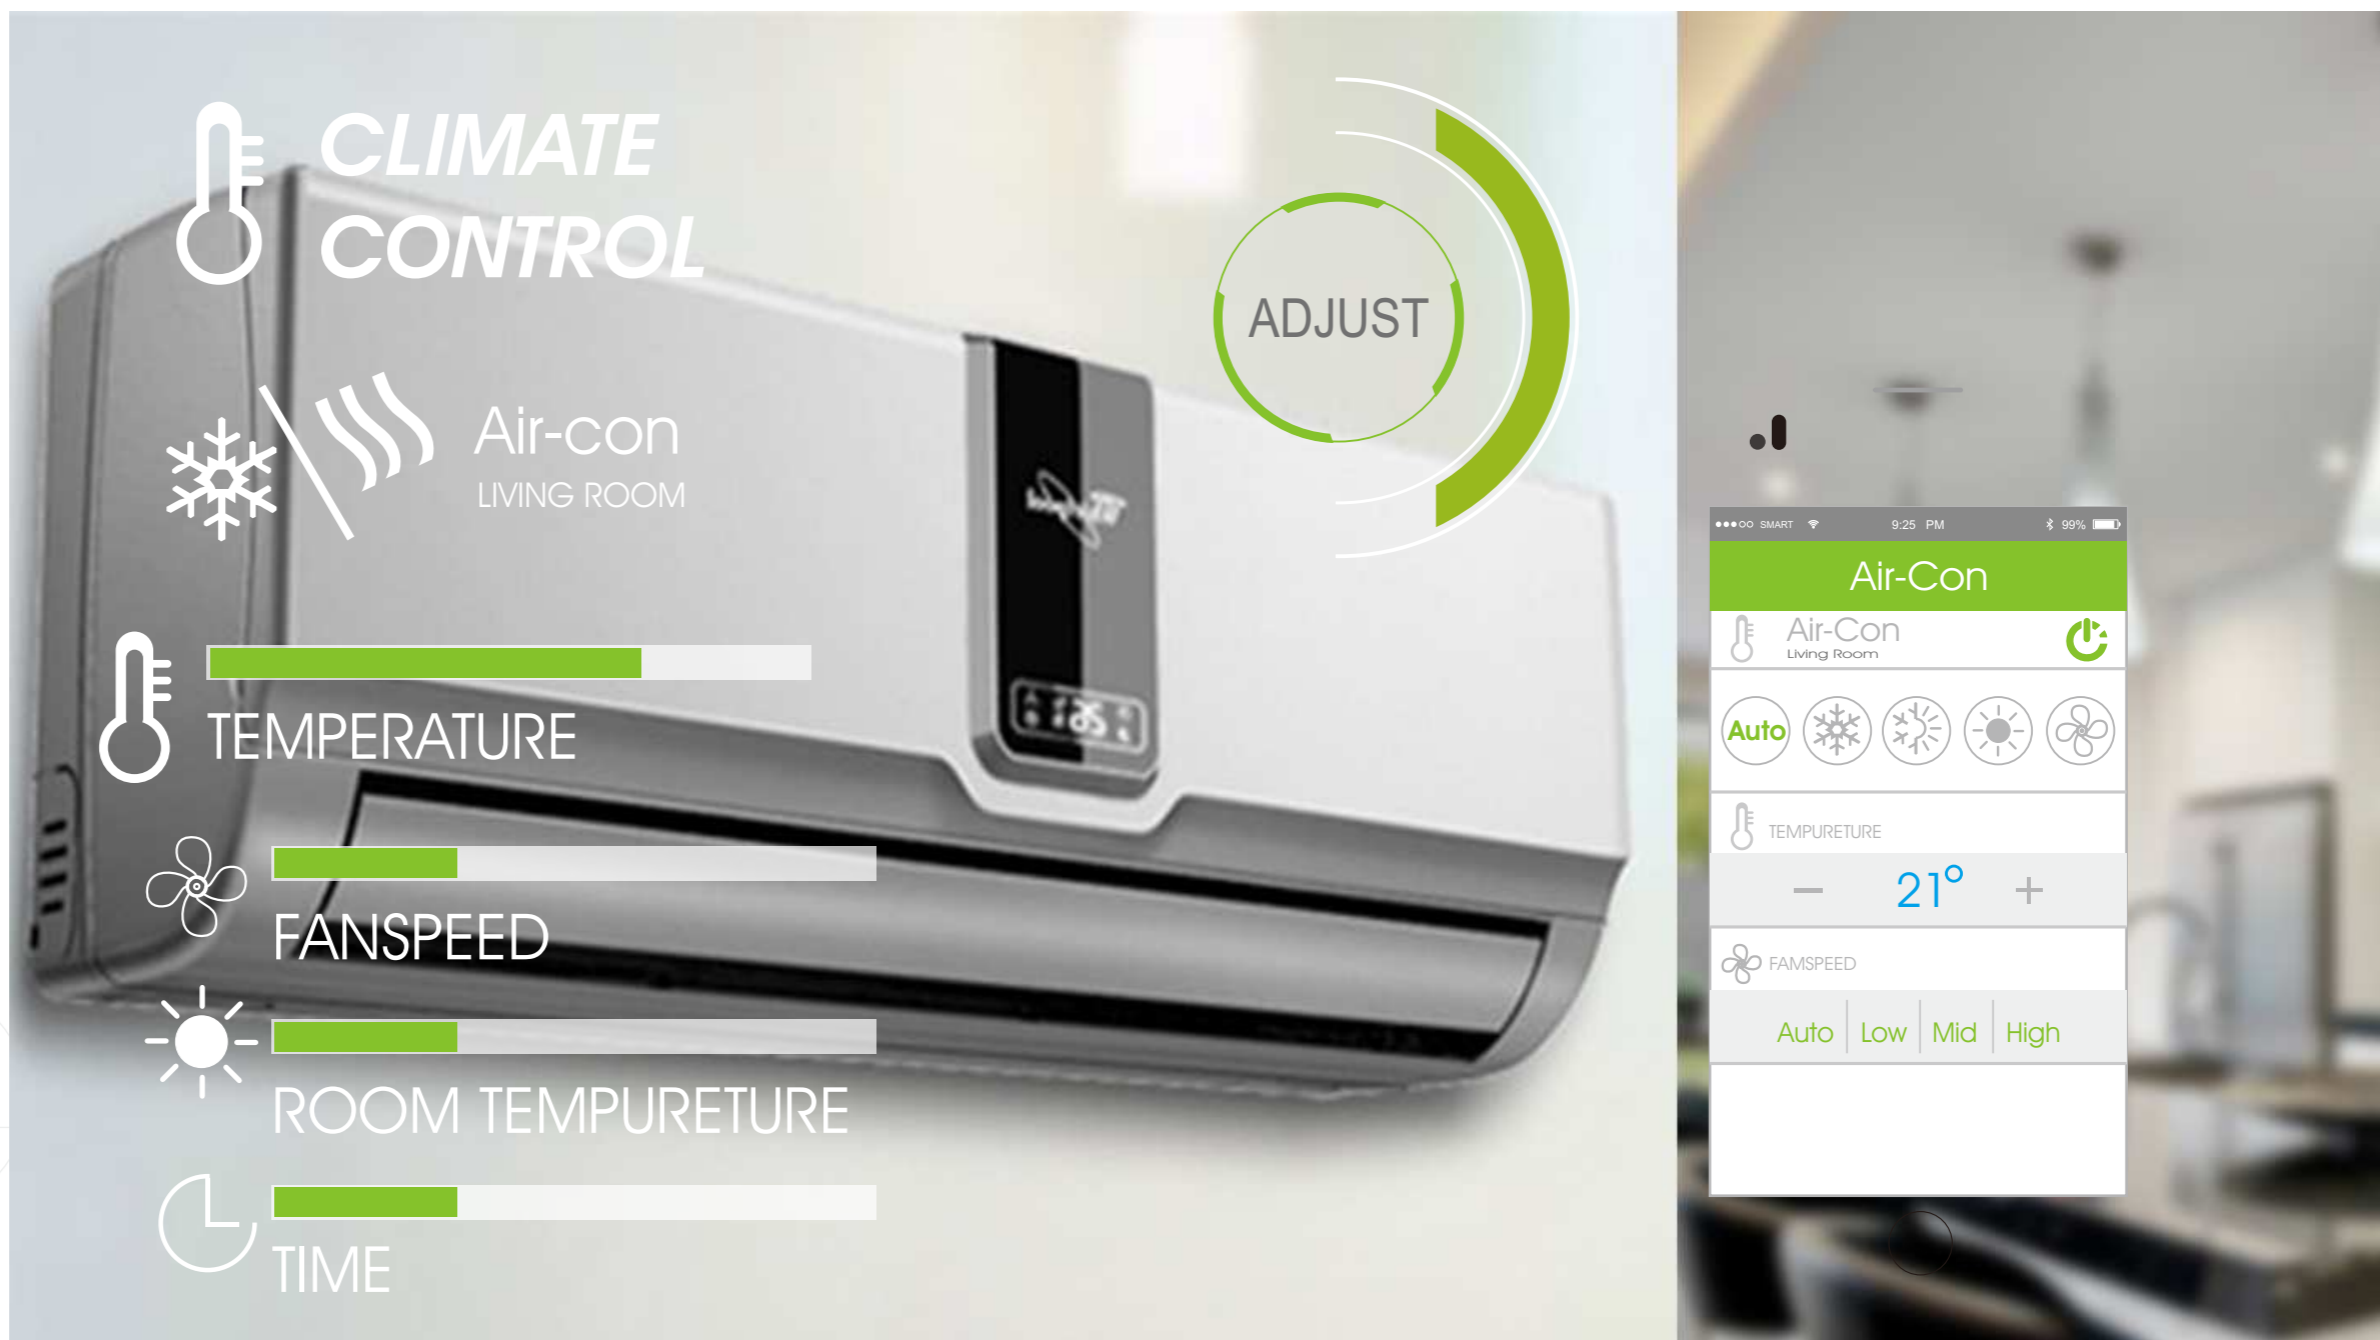 CLIMATE
CONTROL
Air-con
LIVING ROOM
TEMPERATURE
FANSPEED
ROOM TEMPURETURE
TIME
ADJUST
SMART 9:25 PM 99%
Air-Con
Air-Con
Living Room
Auto
TEMPURETURE
− 21° +
FAMSPEED
Auto Low Mid High